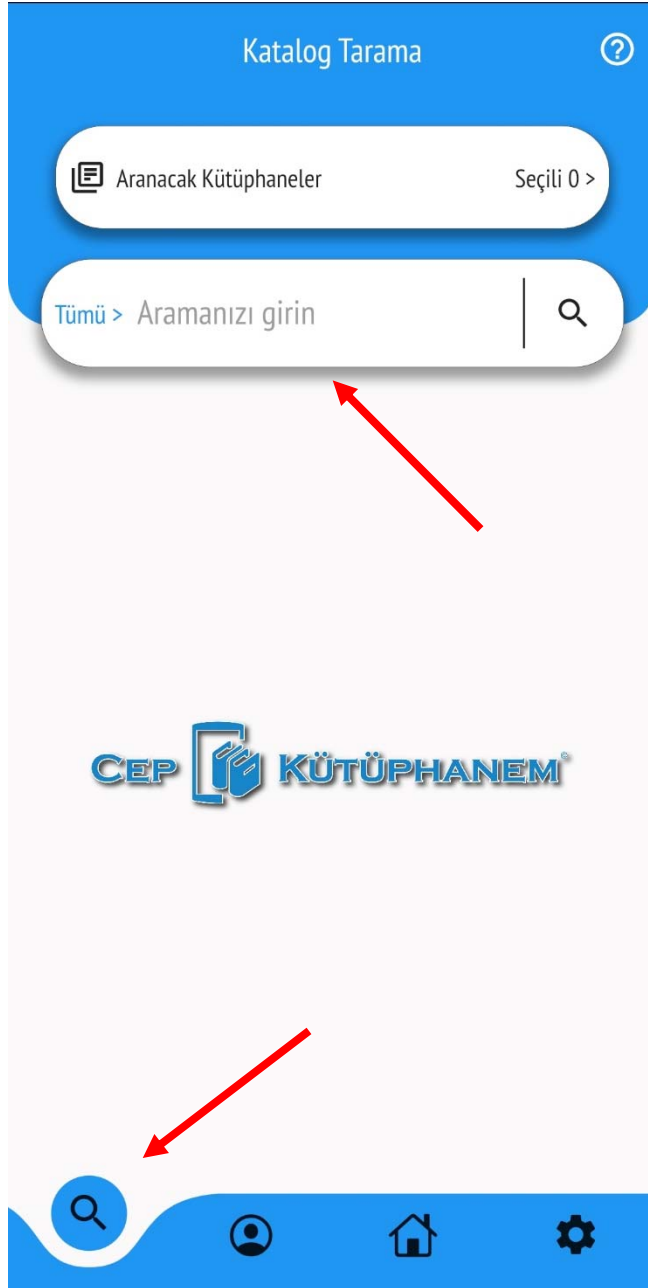 Katalog Tarama
Aranacak Kütüphaneler Seçili 0 >
Tümü > Aramanızı girin
CEP KÜTÜPHANEM®